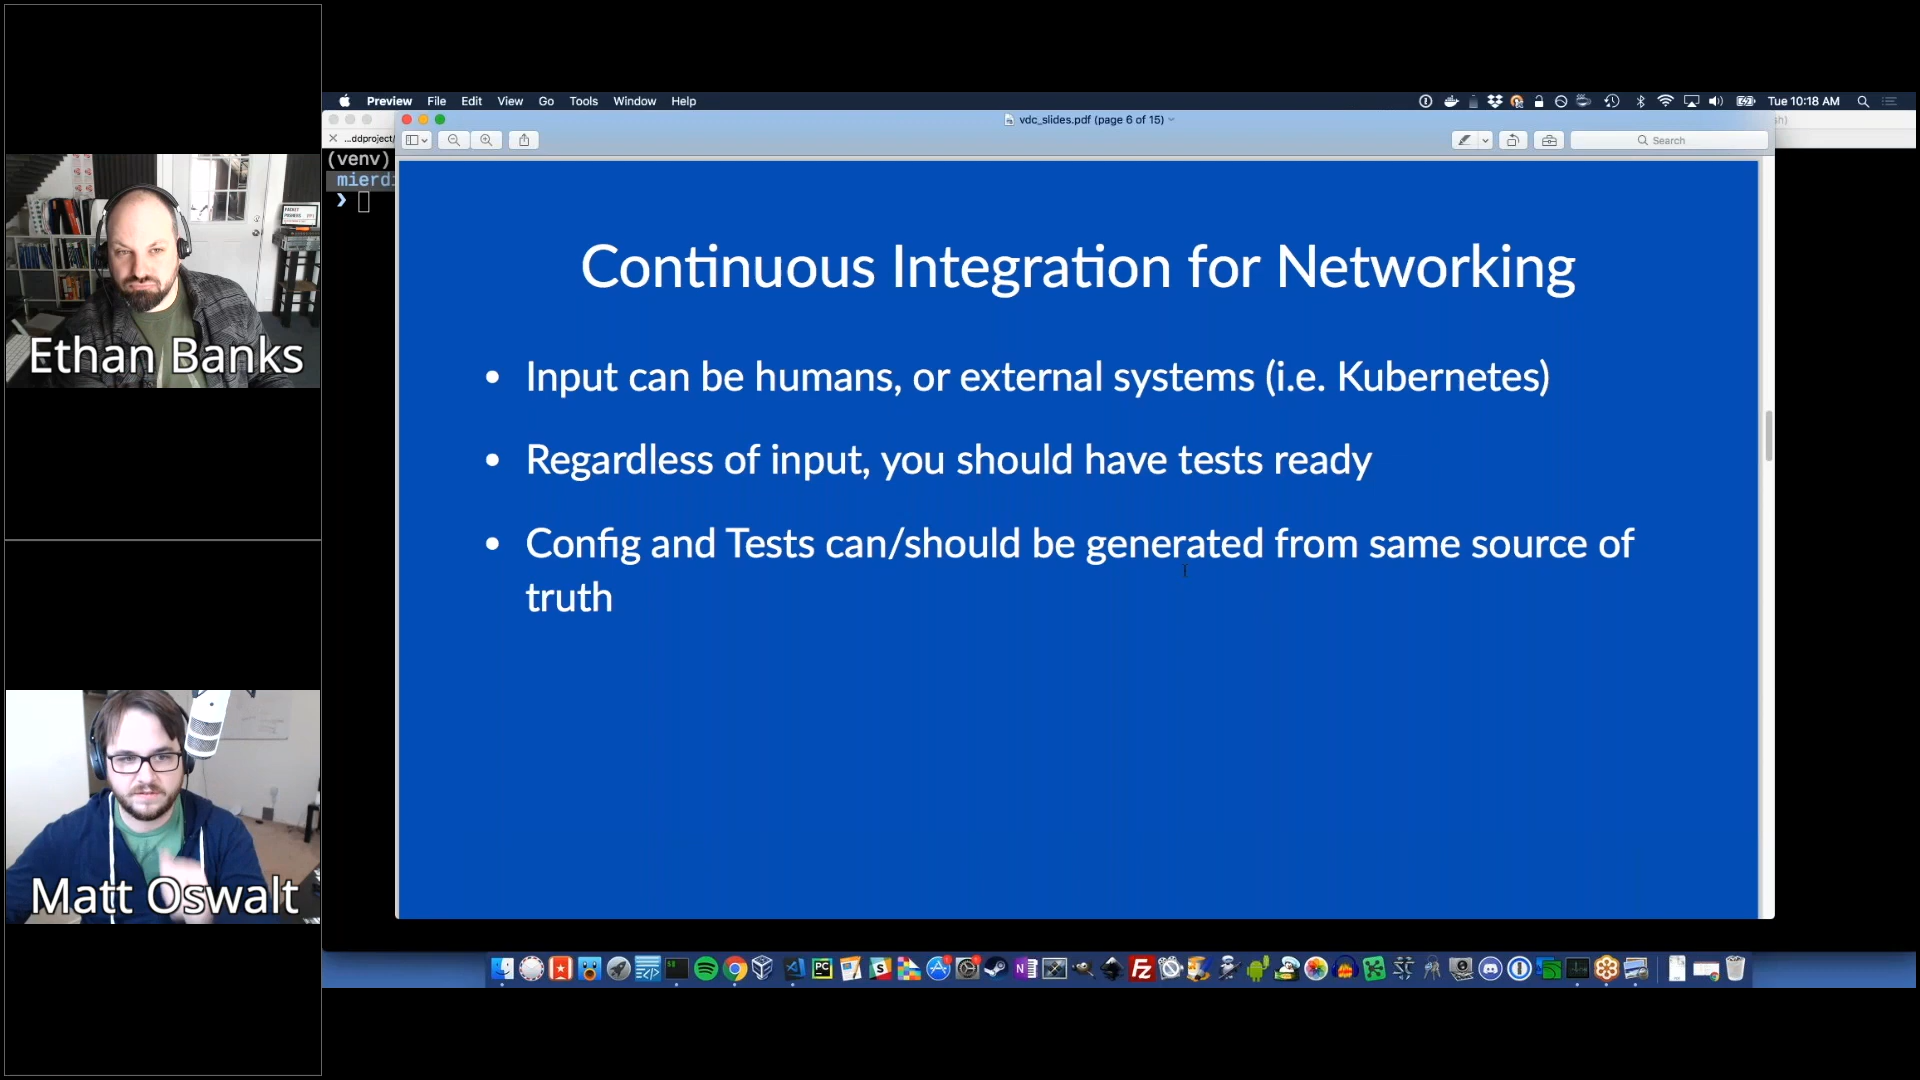 Preview File Edit View Go Tools Window Help
Tue 10:18 AM
vdc_slides.pdf (page 6 of 15)
...ddproject/
Search
(venv)
mierdi
Continuous Integration for Networking
• Input can be humans, or external systems (i.e. Kubernetes)
• Regardless of input, you should have tests ready
• Config and Tests can/should be generated from same source of
truth
Ethan Banks
Matt Oswalt